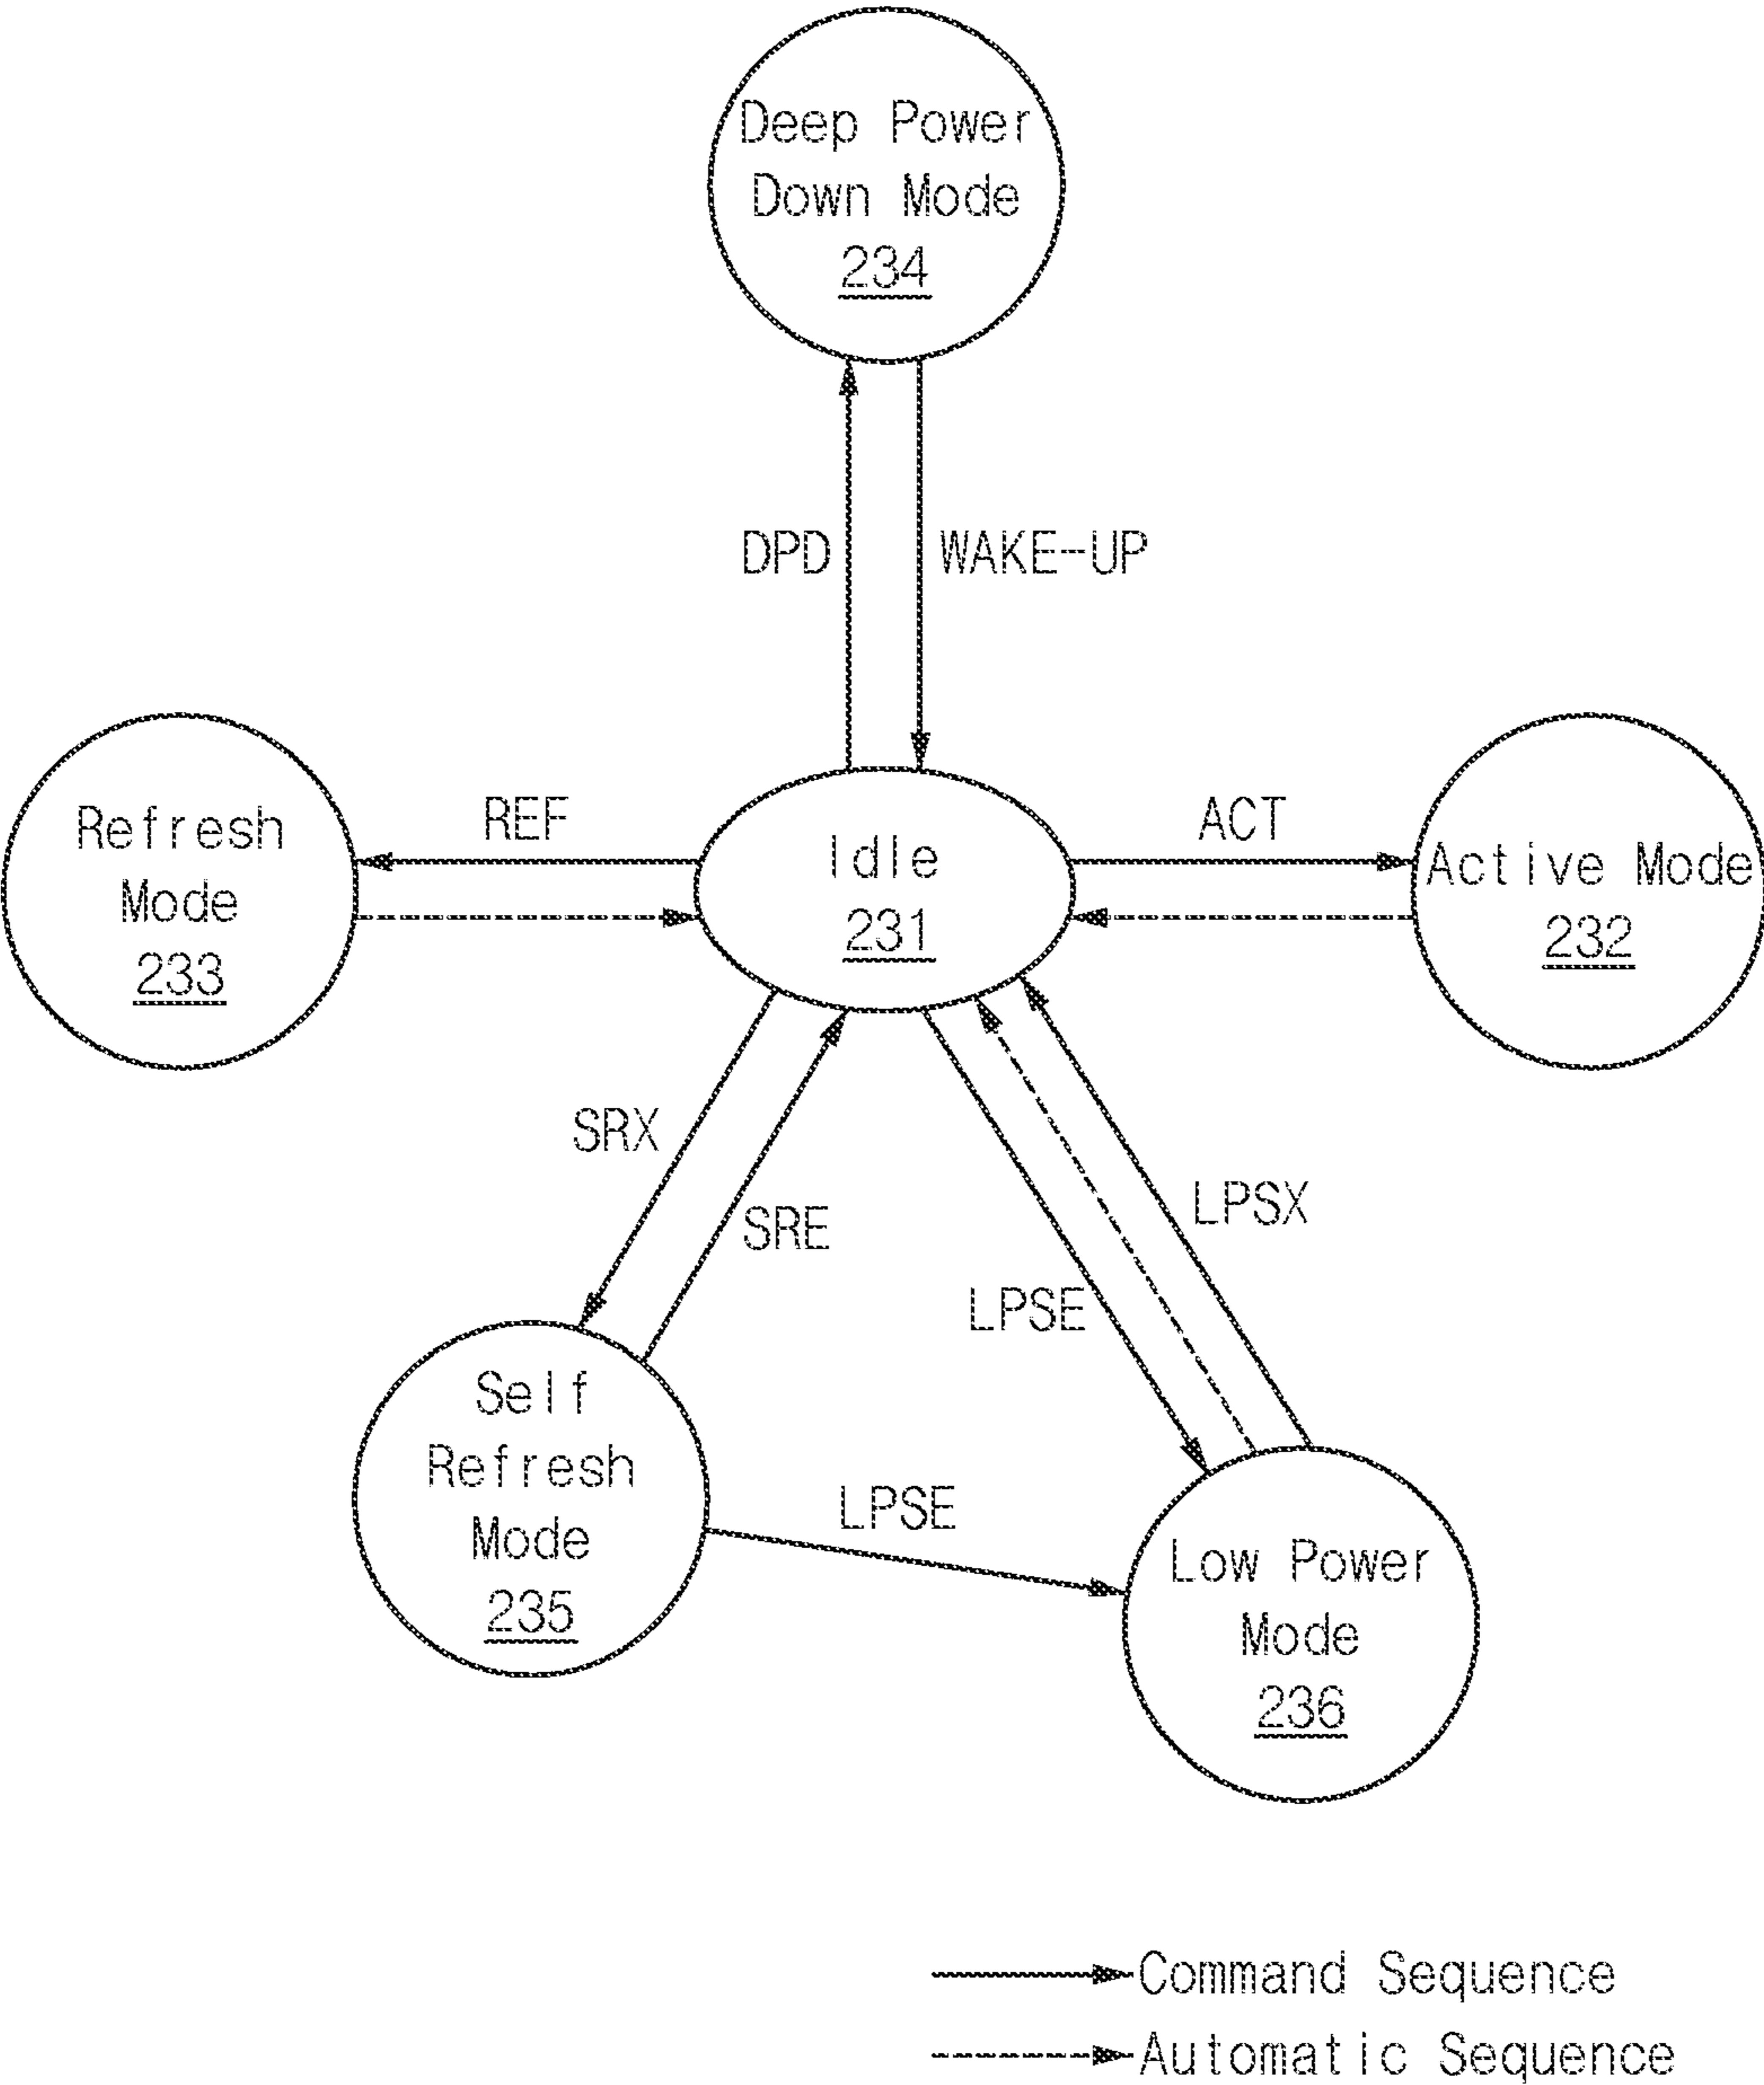 Deep Power
Down Mode
234
DPD
WAKE-UP
Refresh
Mode
233
REF
Idle
231
ACT
Active Mode
232
SRX
SRE
LPSE
LPSX
Self
Refresh
Mode
235
LPSE
Low Power
Mode
236
Command Sequence
Automatic Sequence